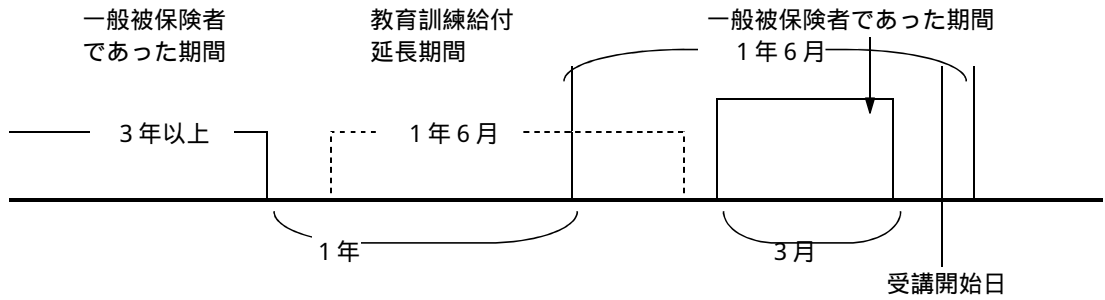 一般被保険者
であった期間
教育訓練給付
延長期間
一般被保険者であった期間
1年6月
3年以上
1年6月
1年
3月
受講開始日